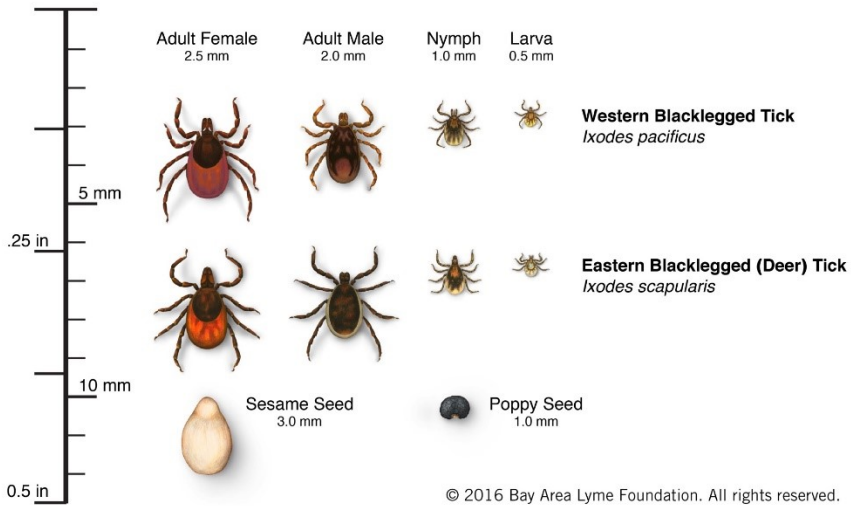 Adult Female
2.5 mm
Adult Male
2.0 mm
Nymph
1.0 mm
Larva
0.5 mm
Western Blacklegged Tick
Ixodes pacificus
5 mm
.25 in
Eastern Blacklegged (Deer) Tick
Ixodes scapularis
10 mm
Sesame Seed
3.0 mm
Poppy Seed
1.0 mm
0.5 in
© 2016 Bay Area Lyme Foundation. All rights reserved.